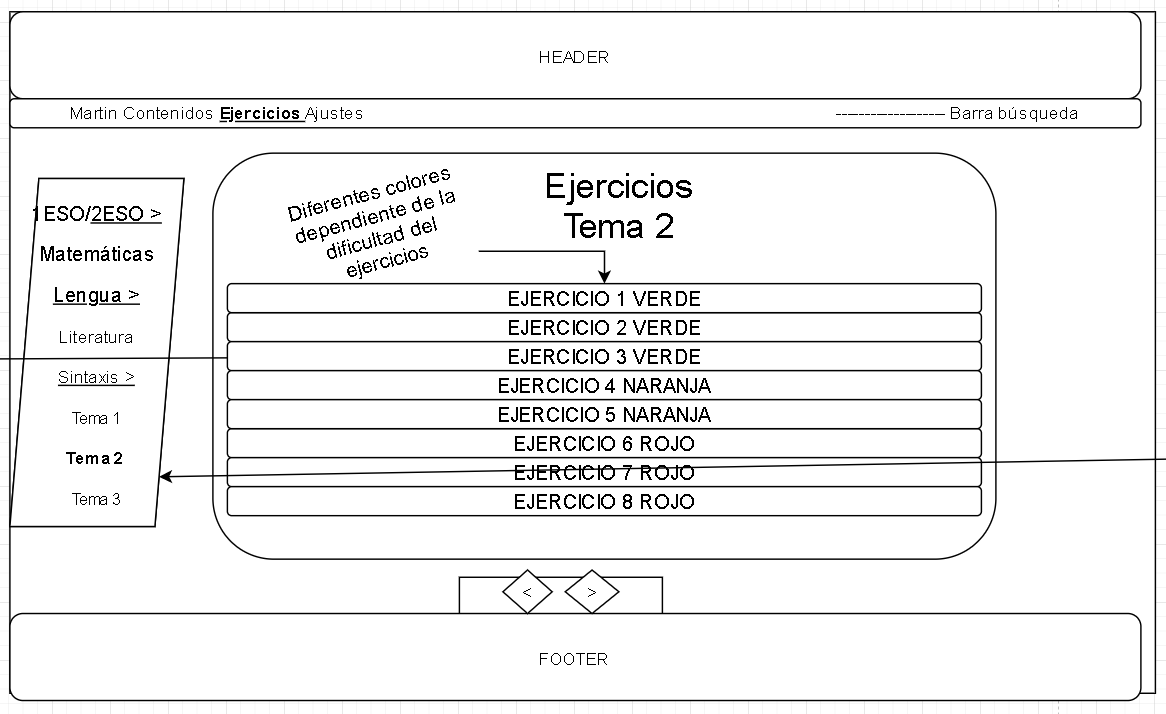 HEADER
Martin Contenidos Ejercicios Ajustes
-------------------- Barra búsqueda
1ESO/2ESO >
Matemáticas
Lengua >
Literatura
Sintaxis >
Tema 1
Tema 2
Tema 3
Diferentes colores
dependiente de la
dificultad del
ejercicios
Ejercicios
Tema 2
EJERCICIO 1 VERDE
EJERCICIO 2 VERDE
EJERCICIO 3 VERDE
EJERCICIO 4 NARANJA
EJERCICIO 5 NARANJA
EJERCICIO 6 ROJO
EJERCICIO 7 ROJO
EJERCICIO 8 ROJO
< >
FOOTER